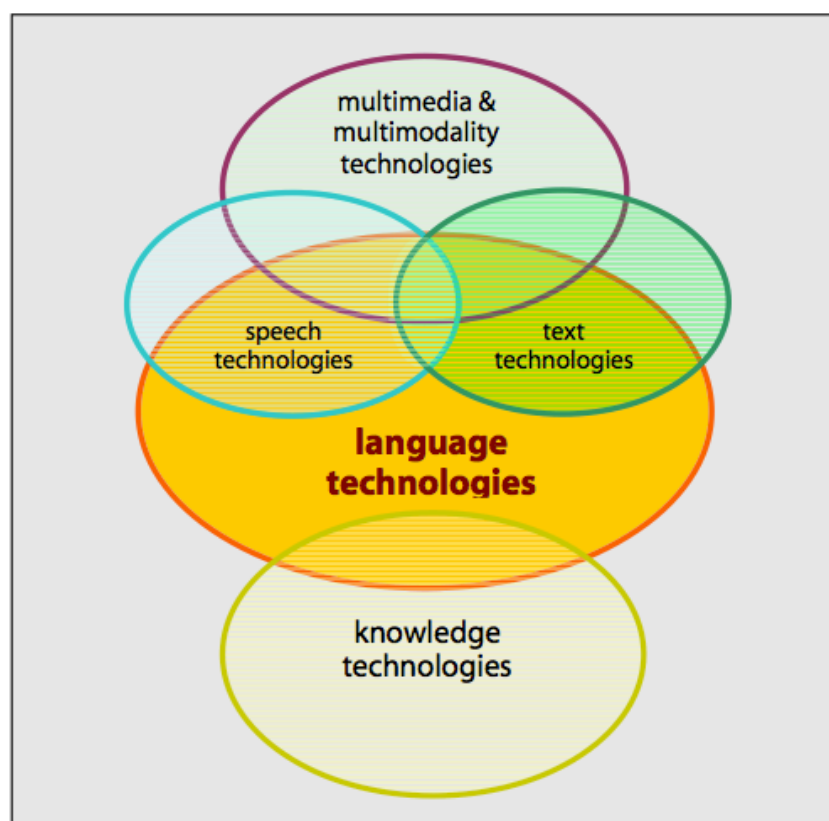 multimedia &
multimodality
technologies
speech
technologies
text
technologies
language
technologies
knowledge
technologies